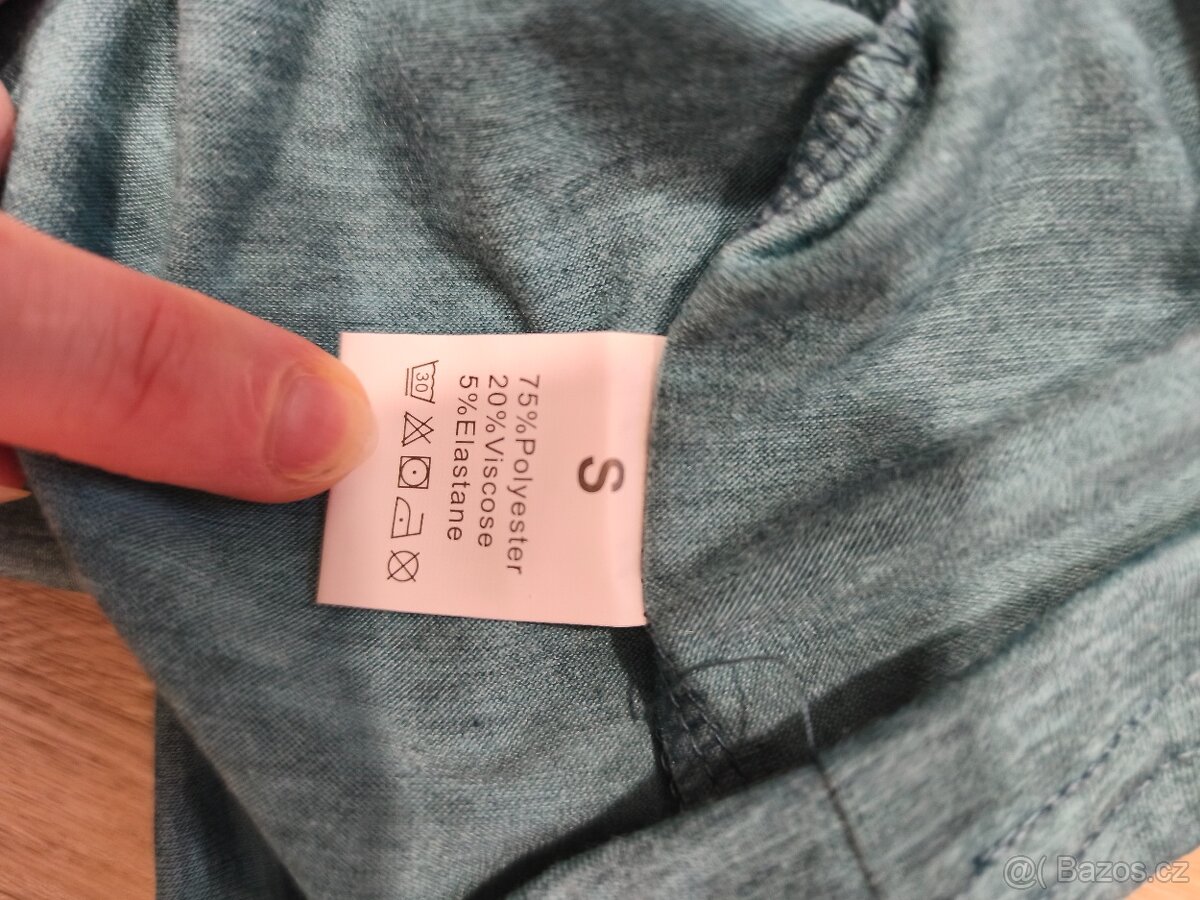 S
75%Polyester
20%Viscose
5%Elastane
30
@( Bazos.cz